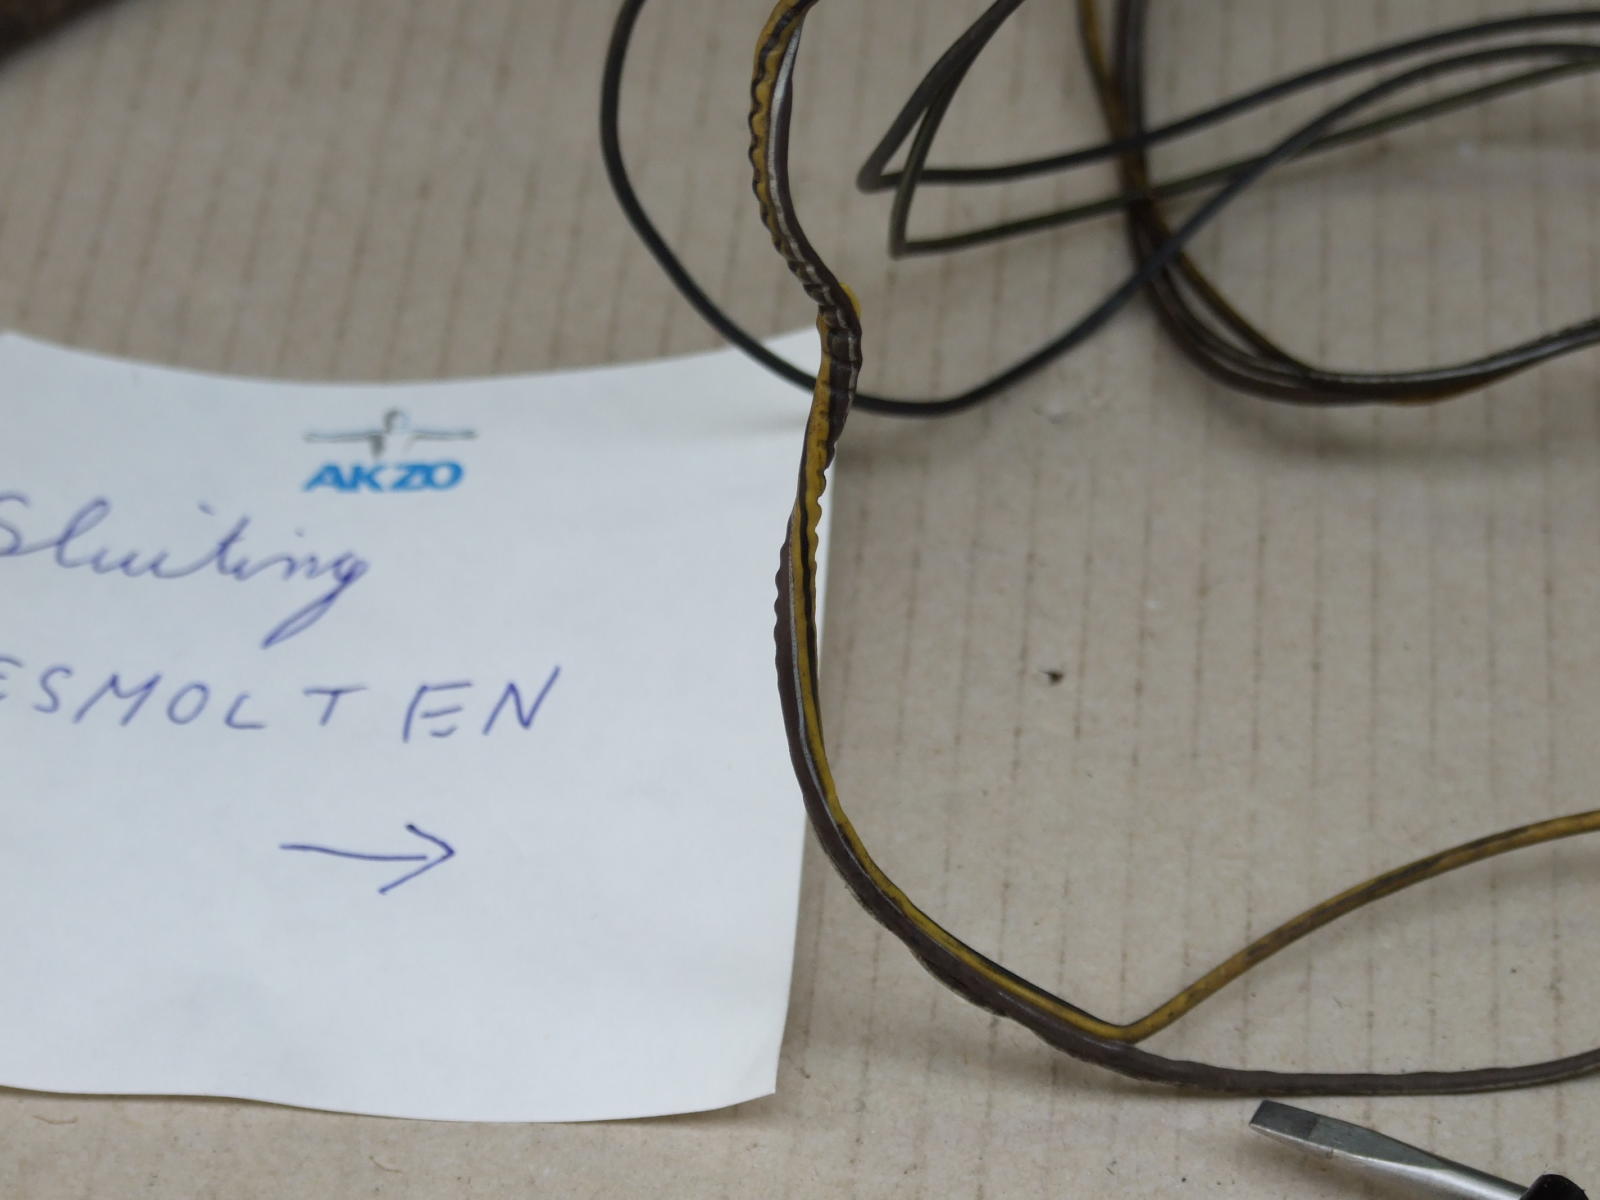 AKZO
Sluiting
ESMOLTEN